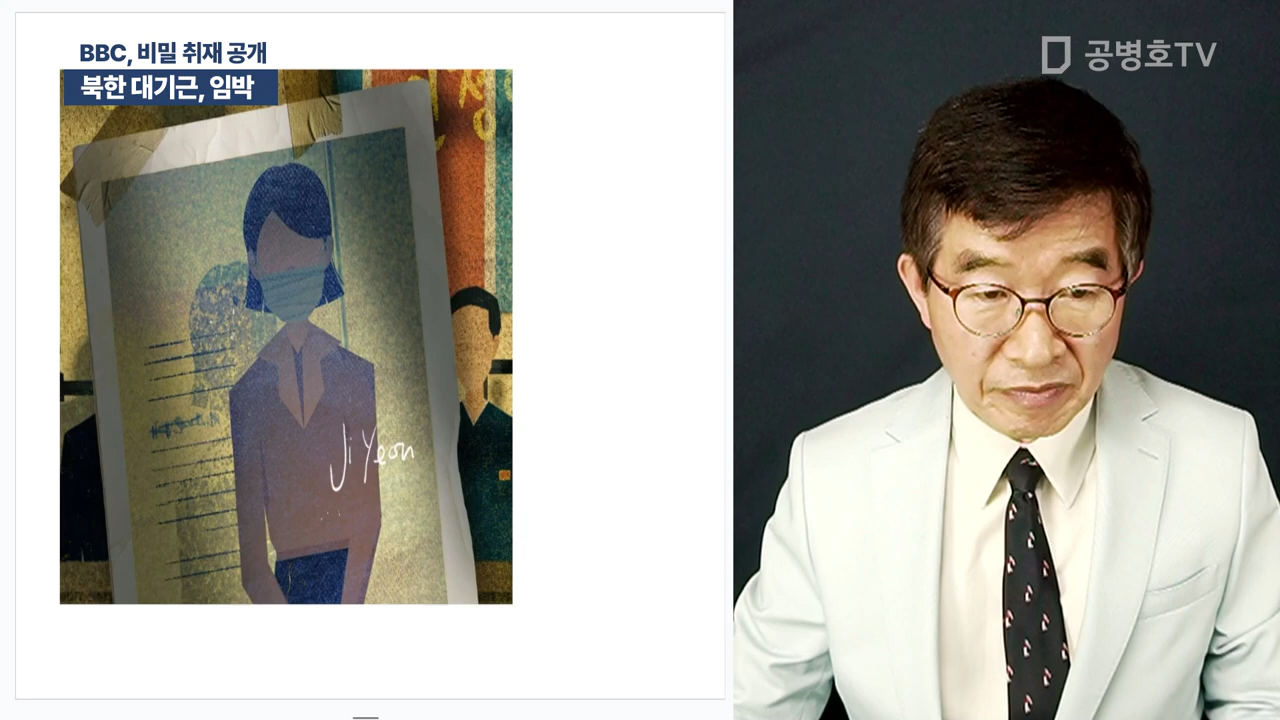 BBC, 비밀 취재 공개
북한 대기근, 임박
공병호TV
Ji Yeon